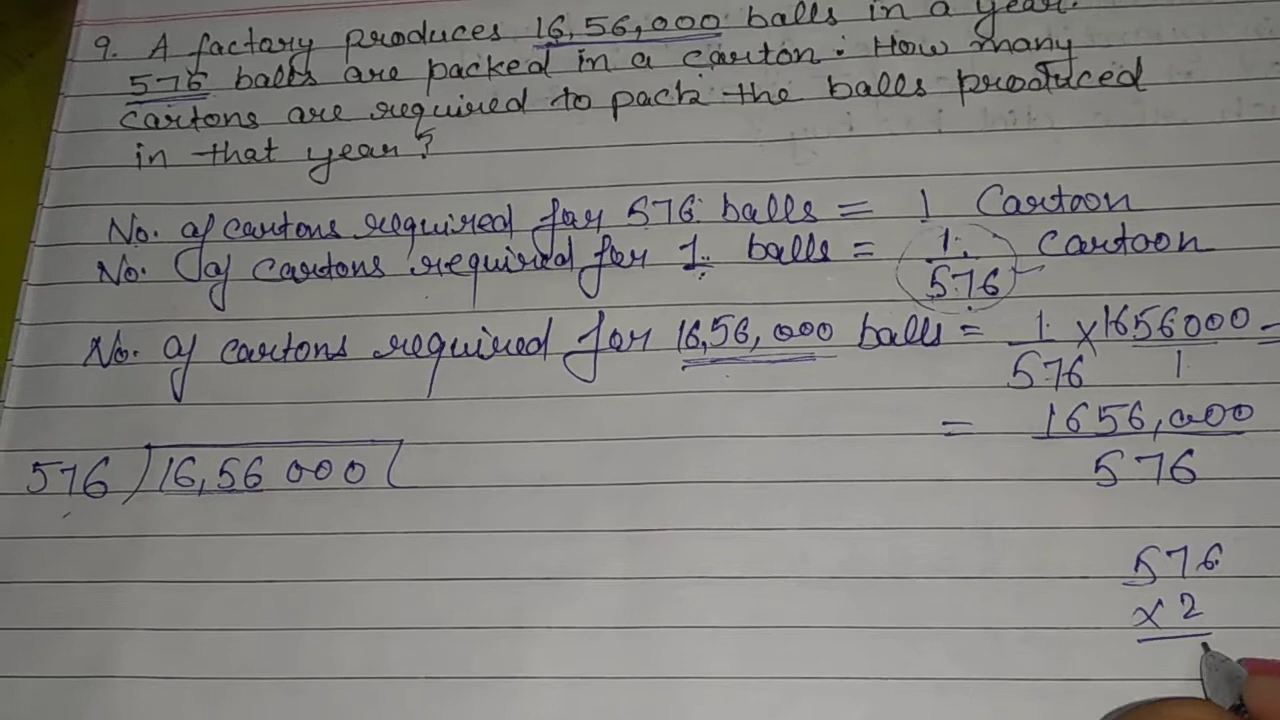 9. A factory produces 16,56,000 balls in a year.
576 balls are packed in a carton. How many
cartons are required to pack the balls produced
in that year?
No. of cartons required for 576 balls = 1 Cartoon
No. of cartons required for 1 balls = 1/576 Cartoon
No. of cartons required for 16,56,000 balls = 1/576 x 1656000/1 =
= 1656,000/576
576 ) 16,56 000 (
576
x 2